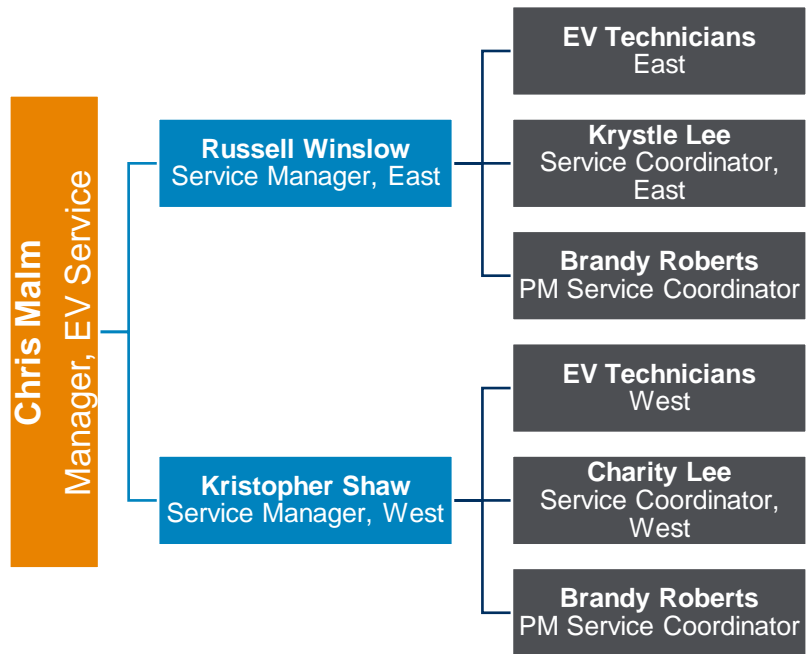 Chris Malm
Manager, EV Service
Russell Winslow
Service Manager, East
EV Technicians
East
Krystle Lee
Service Coordinator,
East
Brandy Roberts
PM Service Coordinator
Kristopher Shaw
Service Manager, West
EV Technicians
West
Charity Lee
Service Coordinator,
West
Brandy Roberts
PM Service Coordinator